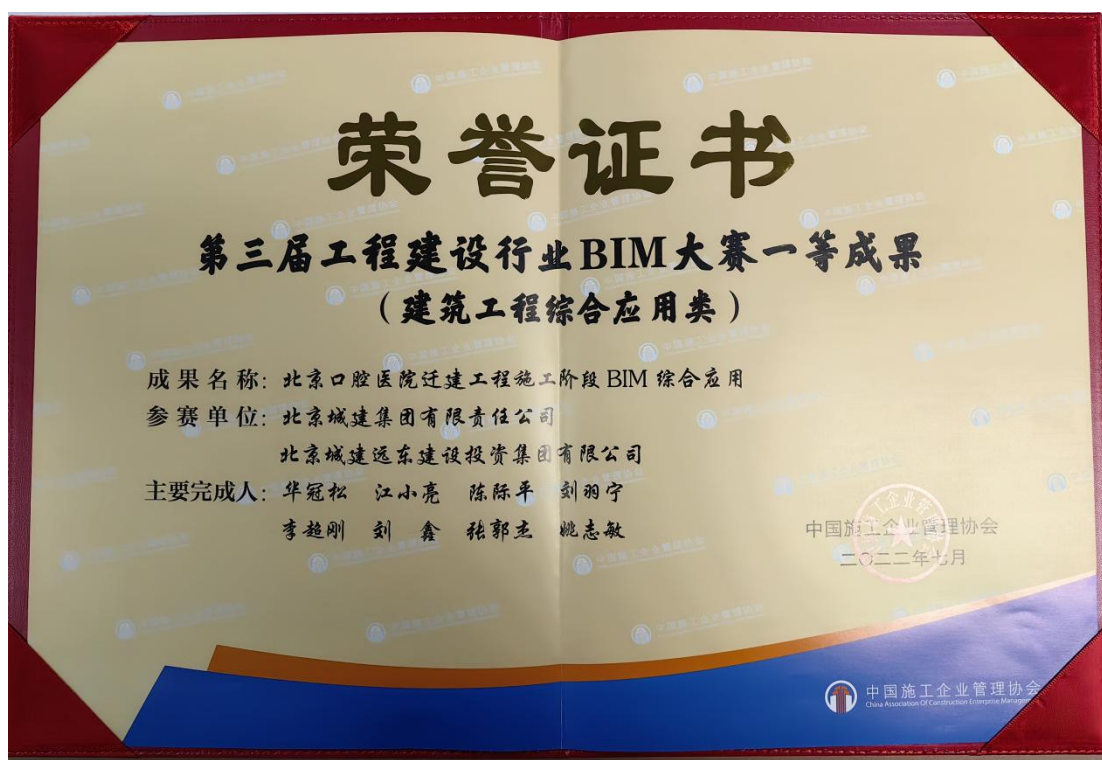 荣誉证书
第三届工程建设行业BIM大赛一等成果
（建筑工程综合应用类）
成果名称：北京口腔医院迁建工程施工阶段BIM综合应用
参赛单位：北京城建集团有限责任公司
北京城建远东建设投资集团有限公司
主要完成人：华冠松 江小亮 陈际平 刘羽宁
李超刚 刘鑫 张郭杰 姚志敏
中国施工企业管理协会
二〇二二年七月
中国施工企业管理协会
China Association Of Construction Enterprise Management